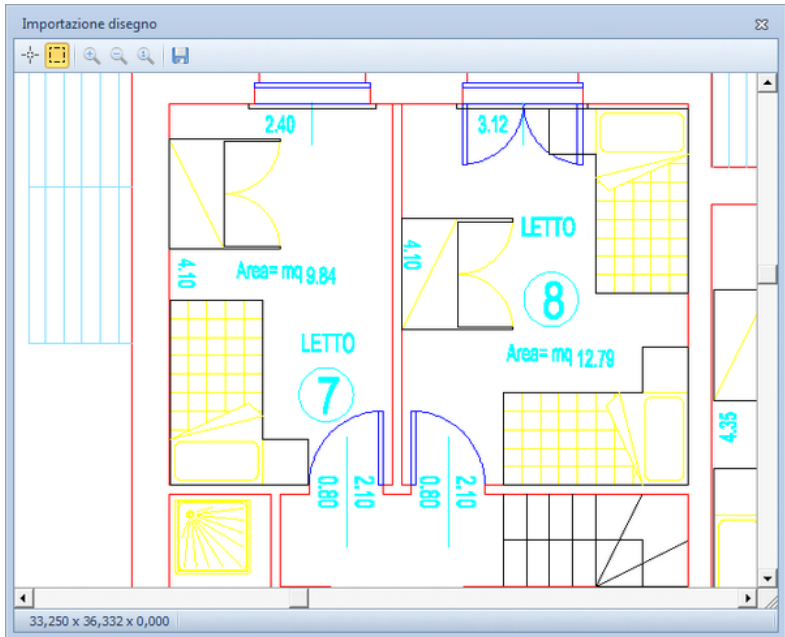 Importazione disegno
2.40
3.12
4.10
Area= mq 9.84
LETTO
7
4.10
LETTO
8
Area= mq 12.79
4.35
0.80
2.10
0.80
2.10
33,250 x 36,332 x 0,000